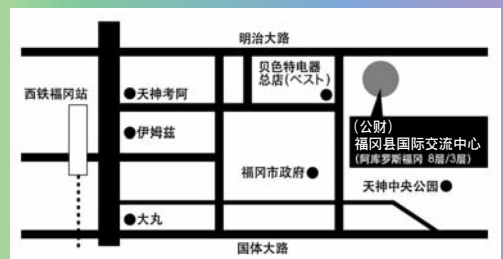 明治大路
贝色特电器
总店(ベスト)
西铁福冈站
天神考阿
(公财)
福冈县国际交流中心
(阿库罗斯福冈 8层/3层)
伊姆兹
福冈市政府
天神中央公园
大丸
国体大路